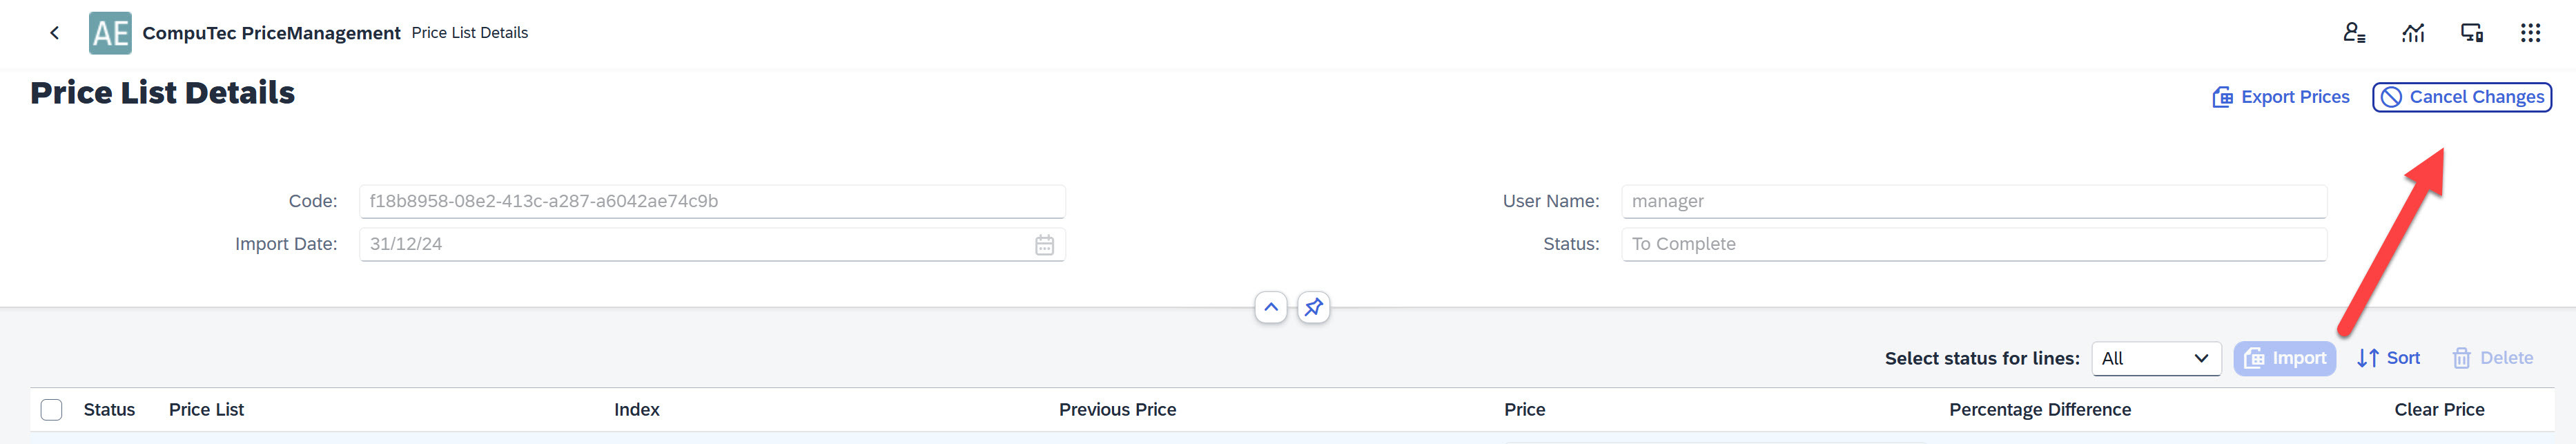 AE CompuTec PriceManagement Price List Details
Price List Details
Export Prices Cancel Changes
Code: f18b8958-08e2-413c-a287-a6042ae74c9b User Name: manager
Import Date: 31/12/24 Status: To Complete
Select status for lines: All Import Sort Delete
Status Price List Index Previous Price Price Percentage Difference Clear Price